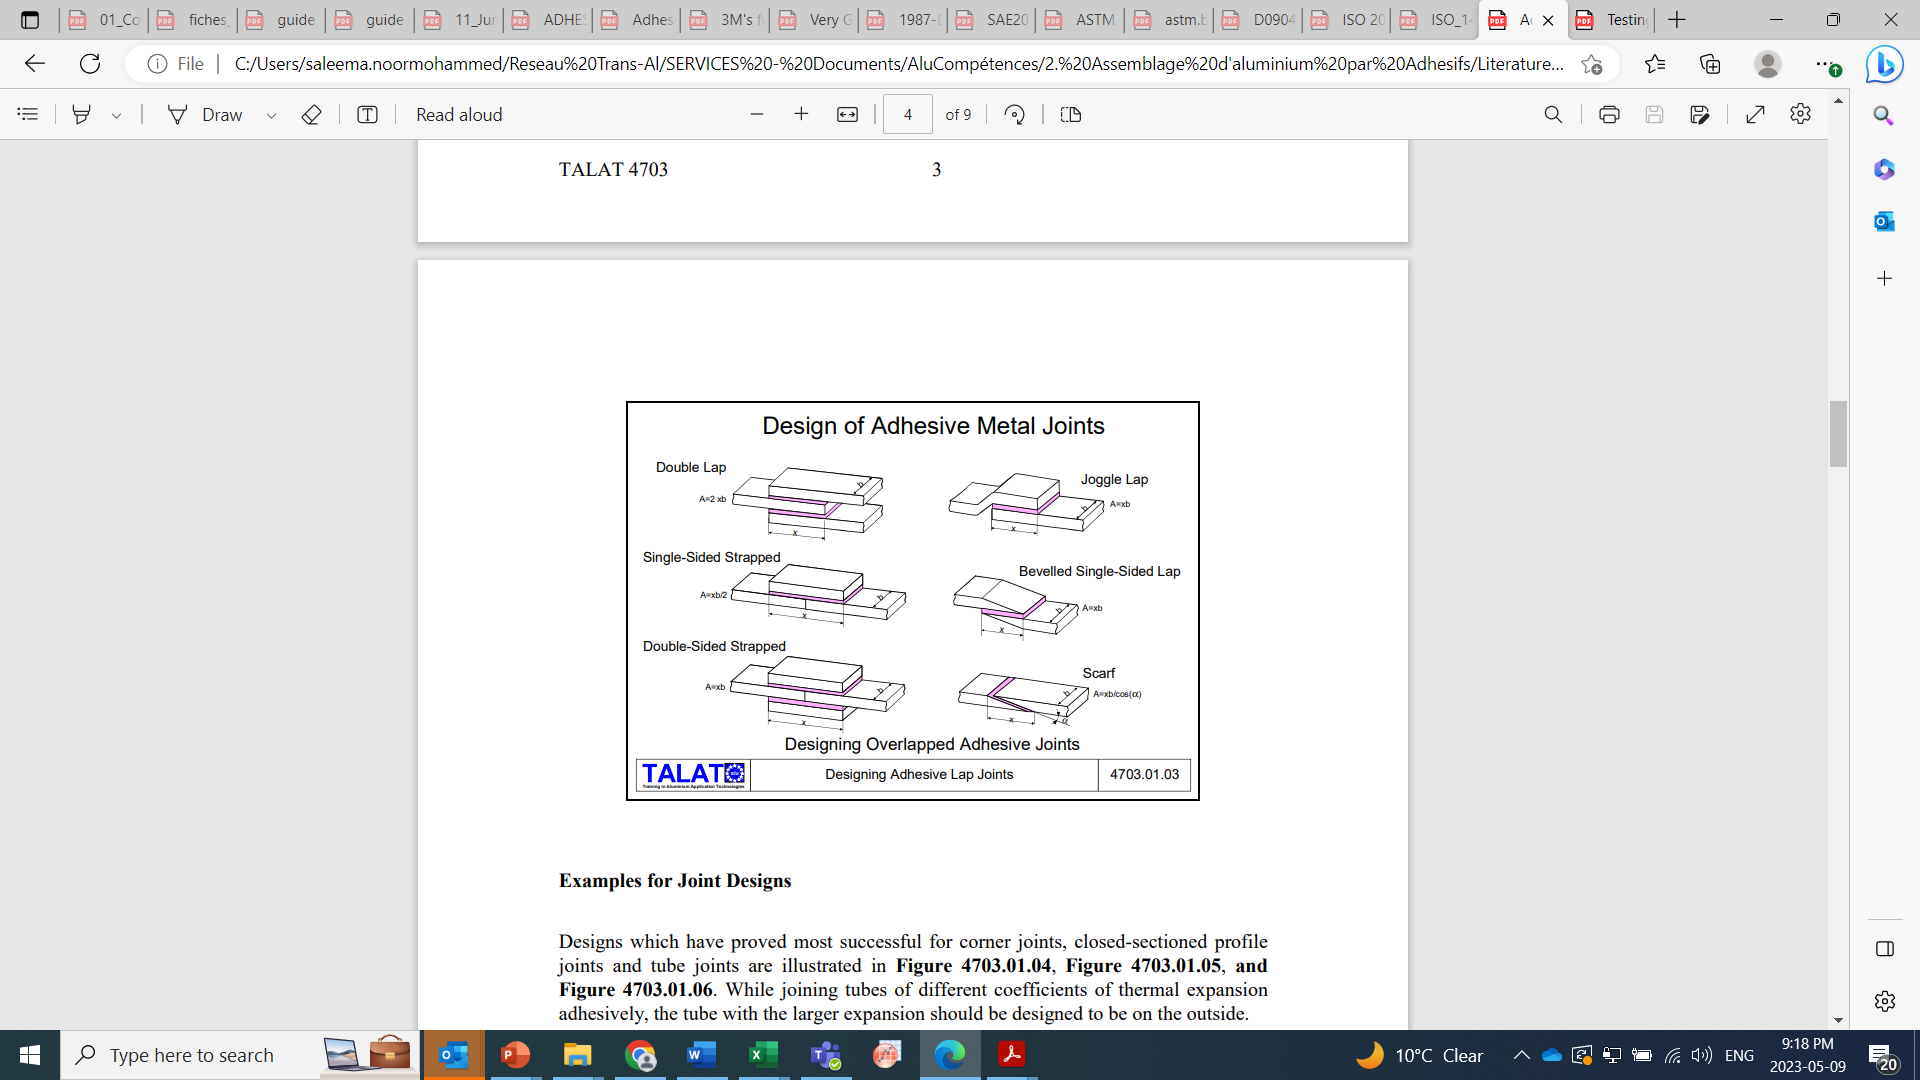 01_Co
fiches_
guide
guide
11_Jur
ADHE
Adhes
3M's f
Very G
1987-E
SAE20
ASTM
astm.b
D0904
ISO 20
ISO_14
Testin
File
C:/Users/saleema.noormohammed/Reseau%20Trans-Al/SERVICES%20-%20Documents/AluCompétences/2.%20Assemblage%20d'aluminium%20par%20Adhesifs/Literature...
Draw
Read aloud
4
of 9
TALAT 4703
3
Design of Adhesive Metal Joints
Double Lap
A=2 xb
b
x
Joggle Lap
A=xb
b
x
Single-Sided Strapped
A=xb/2
b
x
Bevelled Single-Sided Lap
A=xb
b
x
Double-Sided Strapped
A=xb
b
x
Scarf
A=xb/cos(α)
b
x
α
Designing Overlapped Adhesive Joints
TALAT
Training in Aluminium Application Technologies
Designing Adhesive Lap Joints
4703.01.03
Examples for Joint Designs
Designs which have proved most successful for corner joints, closed-sectioned profile
joints and tube joints are illustrated in Figure 4703.01.04, Figure 4703.01.05, and
Figure 4703.01.06. While joining tubes of different coefficients of thermal expansion
adhesively, the tube with the larger expansion should be designed to be on the outside.
Type here to search
10°C Clear
ENG
9:18 PM
2023-05-09
20